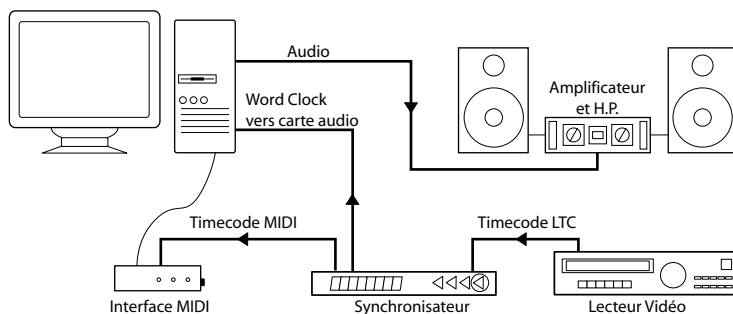 Audio
Amplificateur
et H.P.
Word Clock
vers carte audio
Timecode MIDI
Timecode LTC
Interface MIDI
Synchronisateur
Lecteur Vidéo